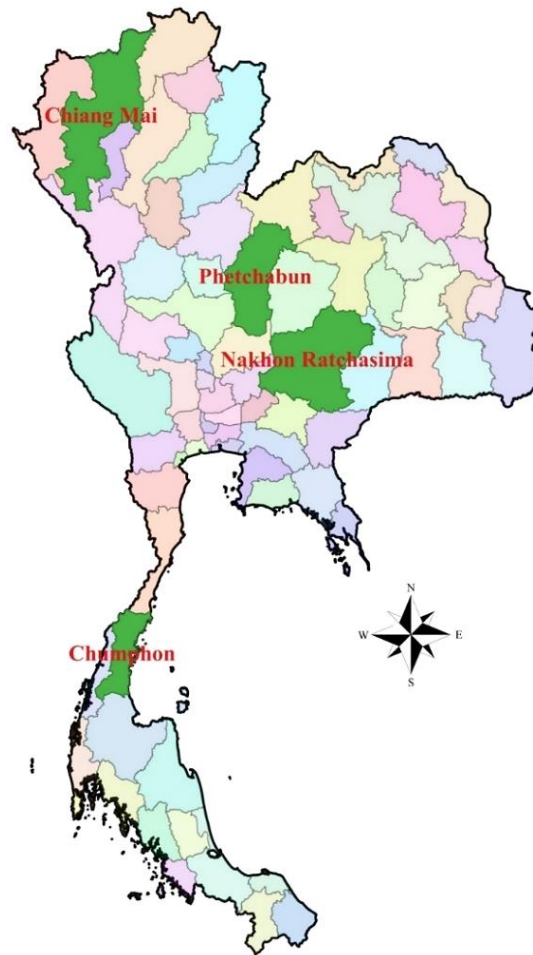 Chiang Mai
Phetchabun
Nakhon Ratchasima
N
W E
S
Chumphon